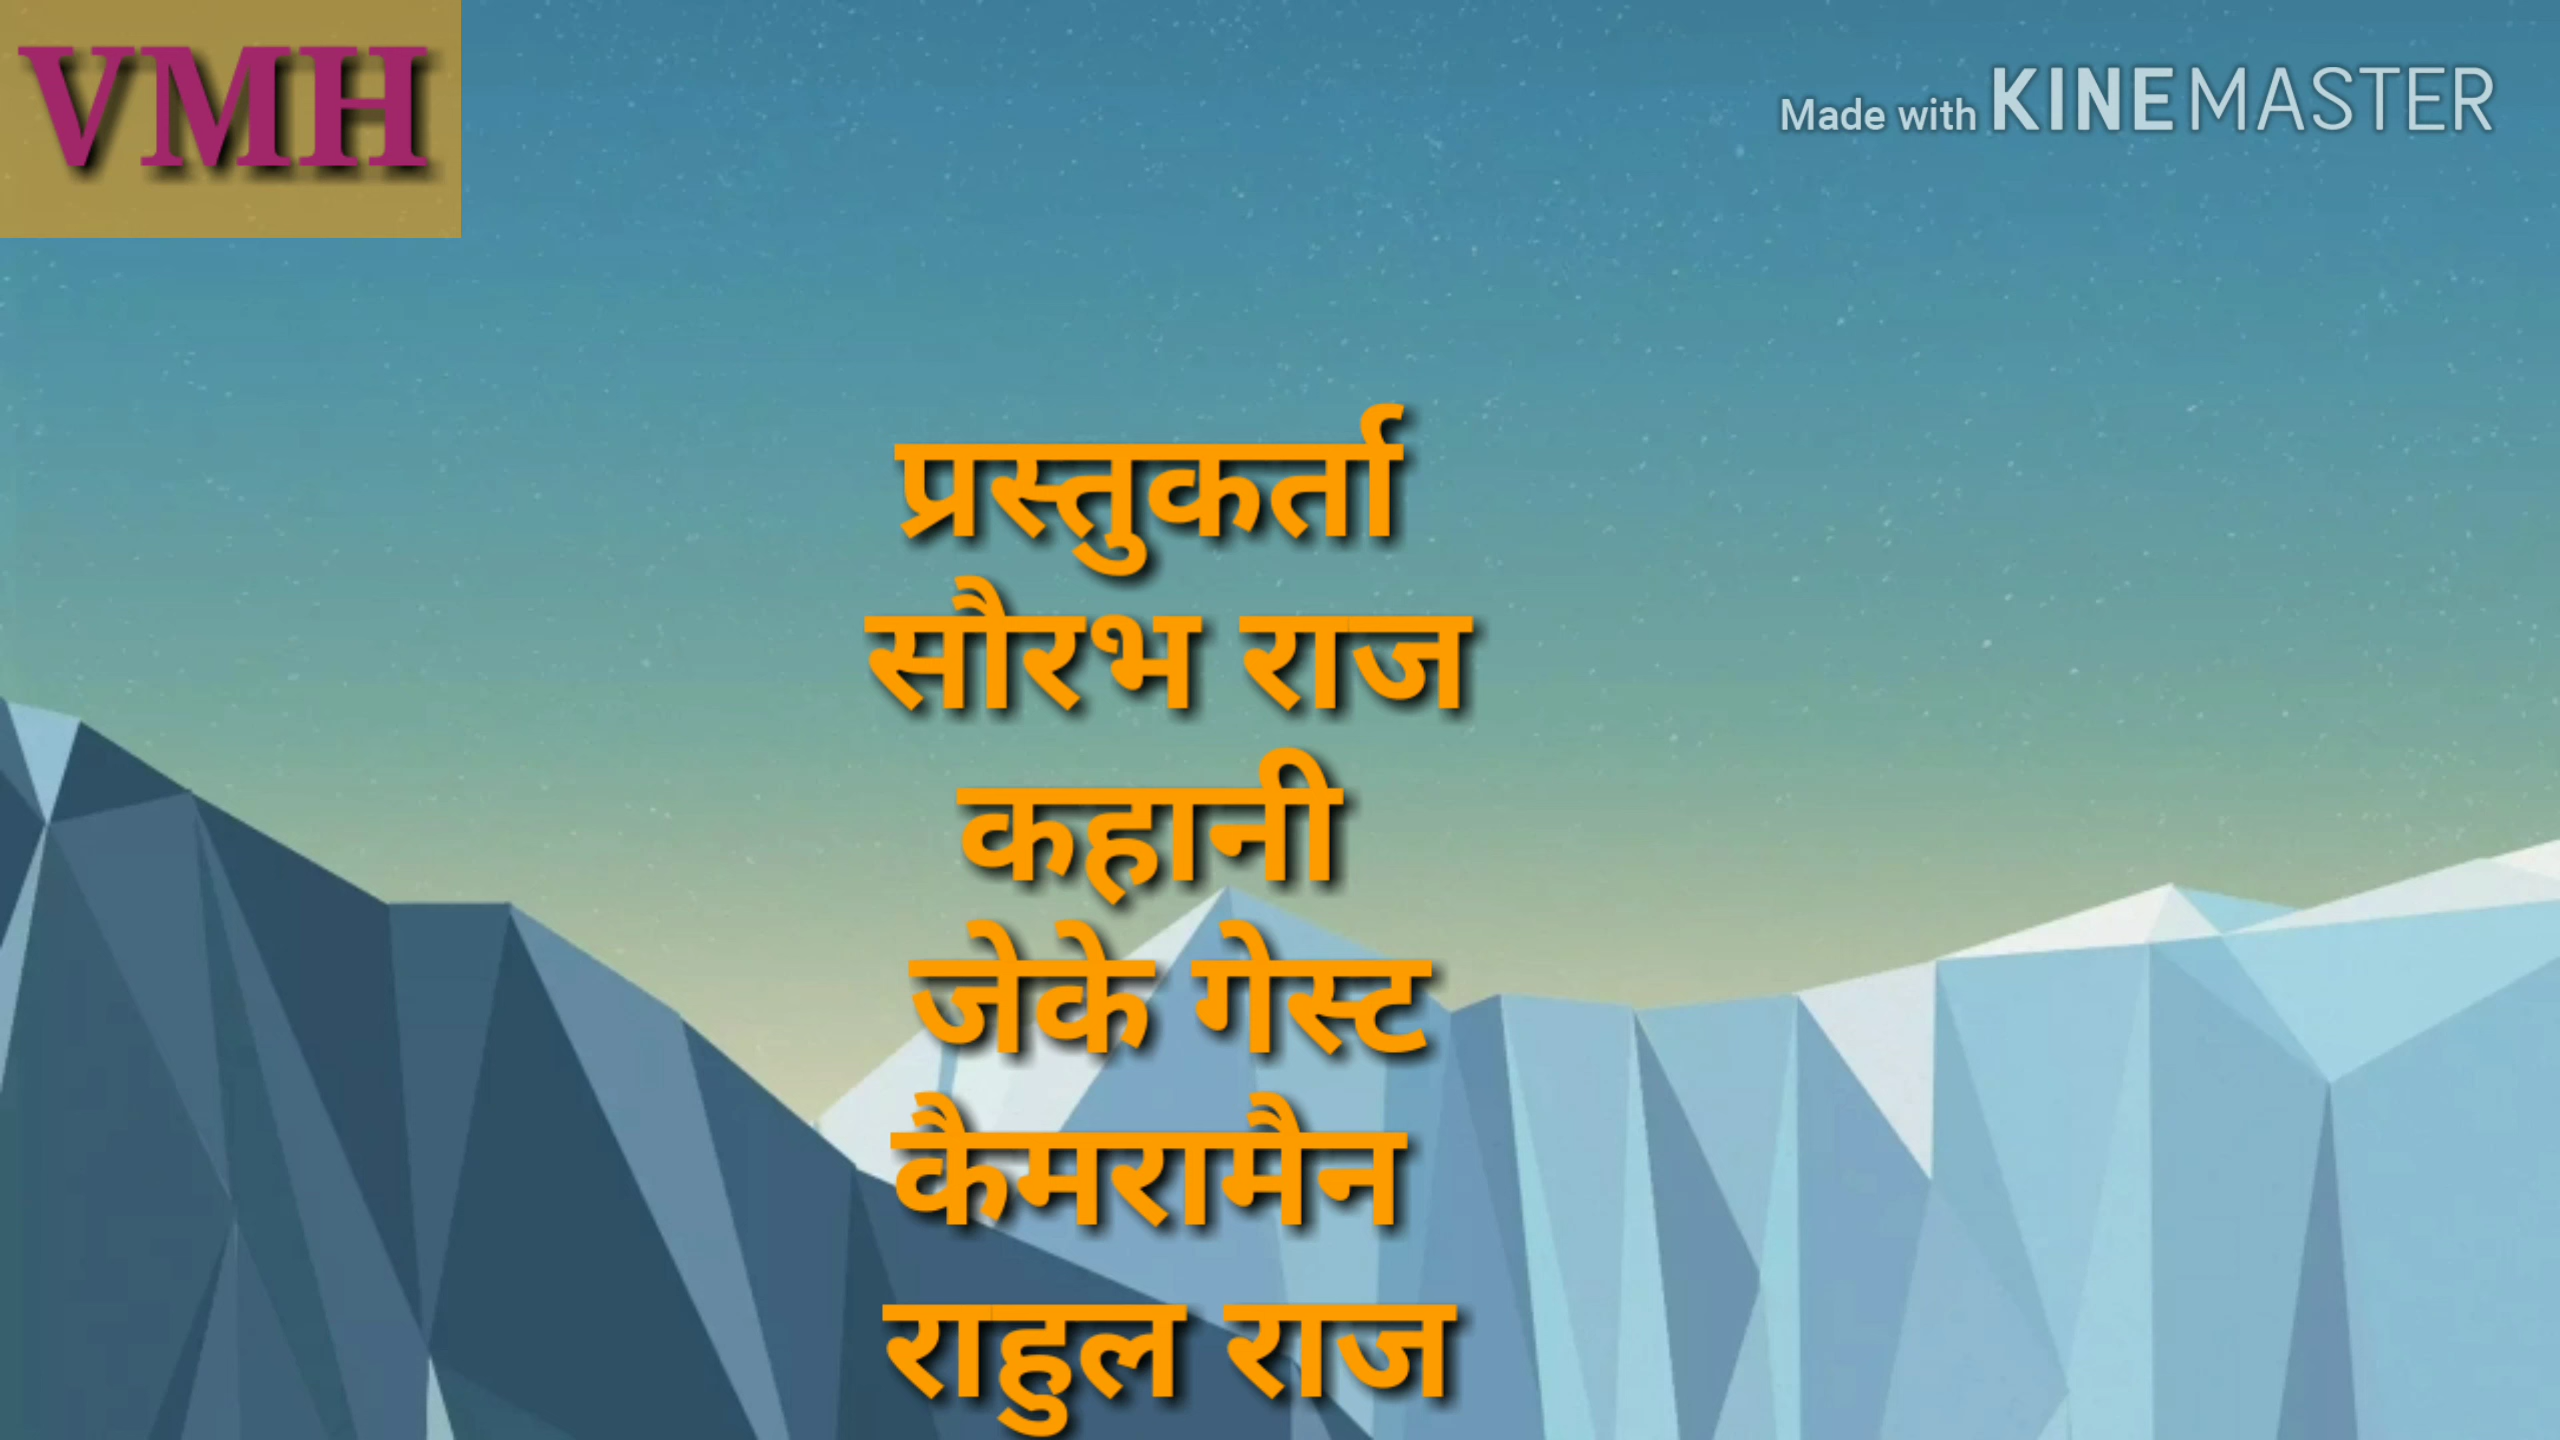 VMH
Made with KINEMASTER
प्रस्तुकर्ता
सौरभ राज
कहानी
जेके गेस्ट
कैमरामैन
राहुल राज